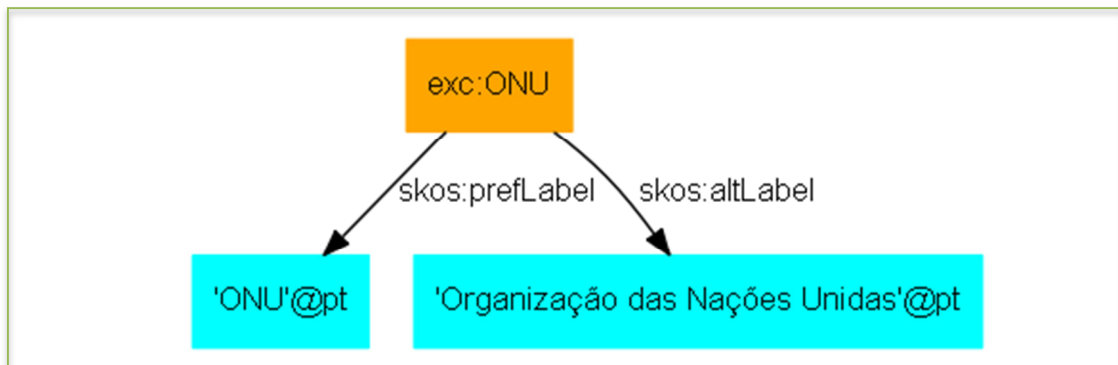 exc:ONU
skos:prefLabel
skos:altLabel
'ONU'@pt
'Organização das Nações Unidas'@pt